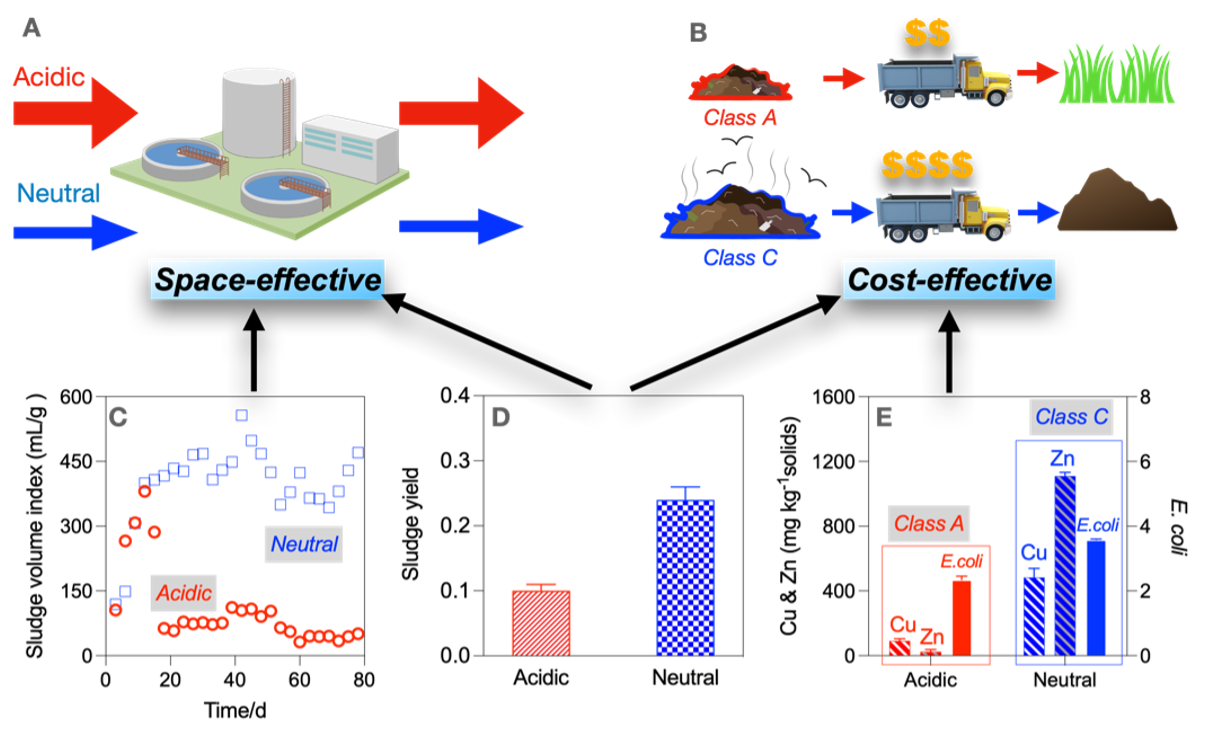 A
Acidic
Neutral
Space-effective
B
$$
Class A
$$$$
Class C
Cost-effective
C
Sludge volume index (mL/g )
600
450
300
150
0
Neutral
Acidic
0 20 40 60 80
Time/d
D
Sludge yield
0.4
0.3
0.2
0.1
0.0
Acidic Neutral
E
Cu & Zn (mg kg⁻¹solids)
1600
1200
800
400
0
Class A
Cu
Zn
E.coli
Class C
Cu
Zn
E.coli
Acidic Neutral
8
6
4
2
0
E. coli